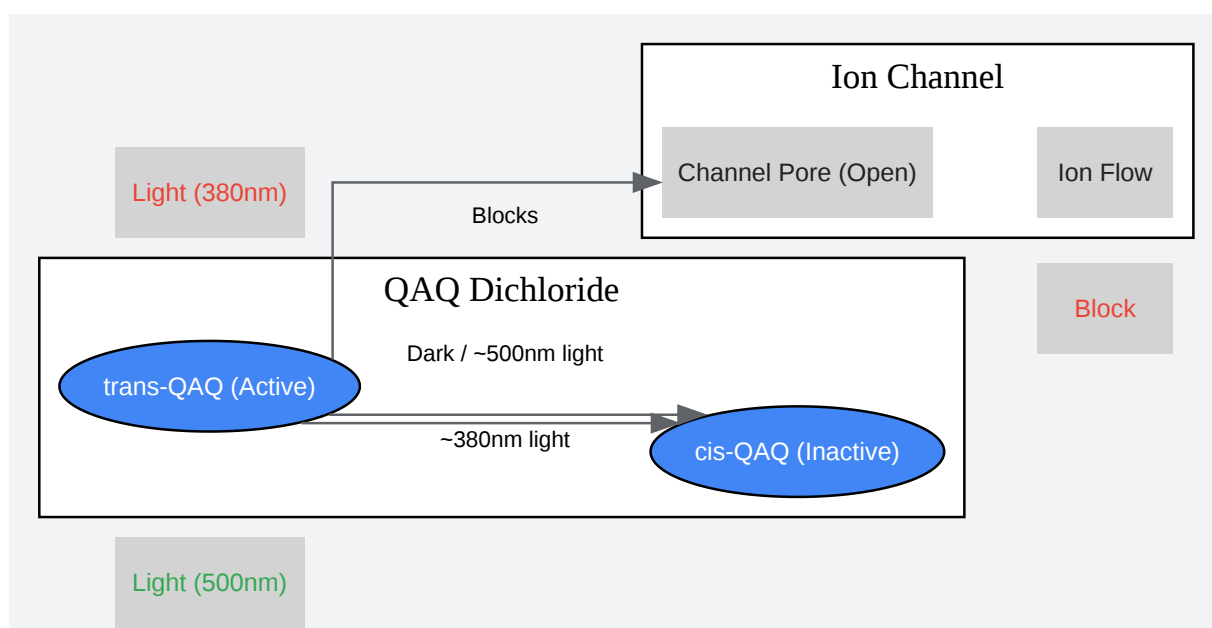 Ion Channel
Channel Pore (Open)
Ion Flow
Light (380nm)
Blocks
QAQ Dichloride
Block
Dark / ~500nm light
trans-QAQ (Active)
~380nm light
cis-QAQ (Inactive)
Light (500nm)